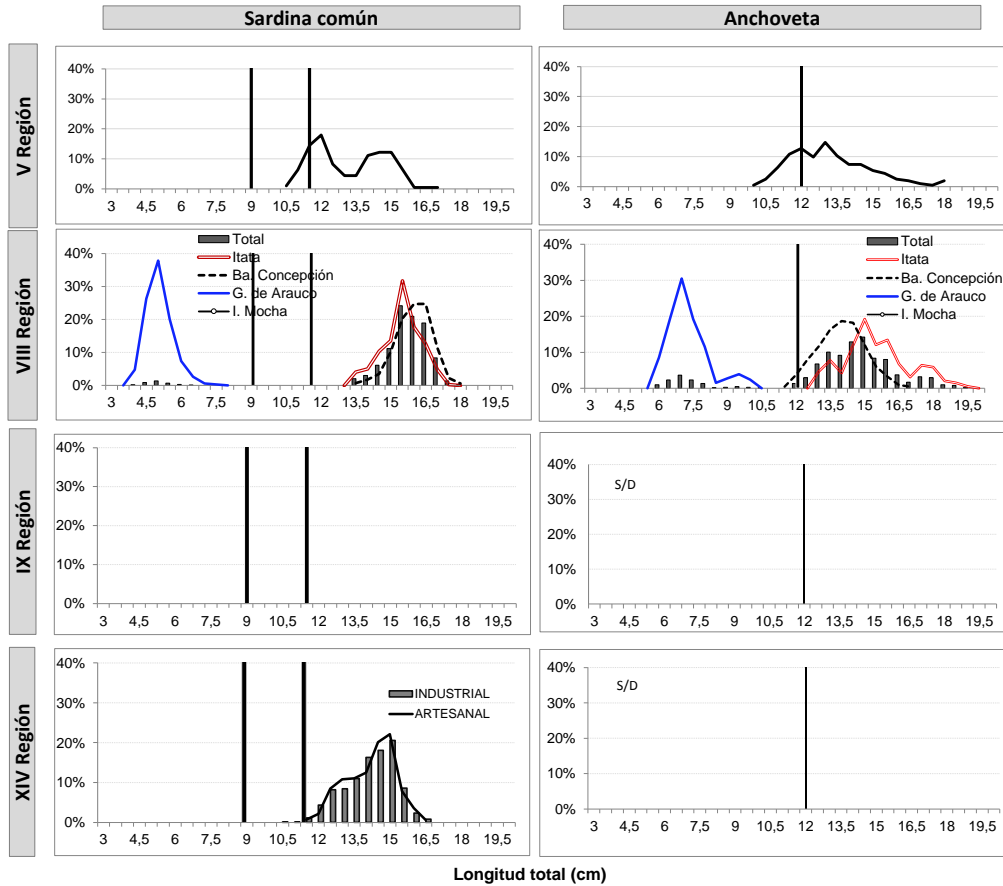 Sardina común
Anchoveta
V Región
40%
30%
20%
10%
0%
3 4,5 6 7,5 9 10,5 12 13,5 15 16,5 18 19,5
40%
30%
20%
10%
0%
3 4,5 6 7,5 9 10,5 12 13,5 15 16,5 18 19,5
VIII Región
40%
30%
20%
10%
0%
Total
Itata
Ba. Concepción
G. de Arauco
I. Mocha
3 4,5 6 7,5 9 10,5 12 13,5 15 16,5 18 19,5
40%
30%
20%
10%
0%
Total
Itata
Ba. Concepción
G. de Arauco
I. Mocha
3 4,5 6 7,5 9 10,5 12 13,5 15 16,5 18 19,5
IX Región
40%
30%
20%
10%
0%
3 4,5 6 7,5 9 10,5 12 13,5 15 16,5 18 19,5
40%
30%
20%
10%
0%
S/D
3 4,5 6 7,5 9 10,5 12 13,5 15 16,5 18 19,5
XIV Región
40%
30%
20%
10%
0%
INDUSTRIAL
ARTESANAL
3 4,5 6 7,5 9 10,5 12 13,5 15 16,5 18 19,5
40%
30%
20%
10%
0%
S/D
3 4,5 6 7,5 9 10,5 12 13,5 15 16,5 18 19,5
Longitud total (cm)